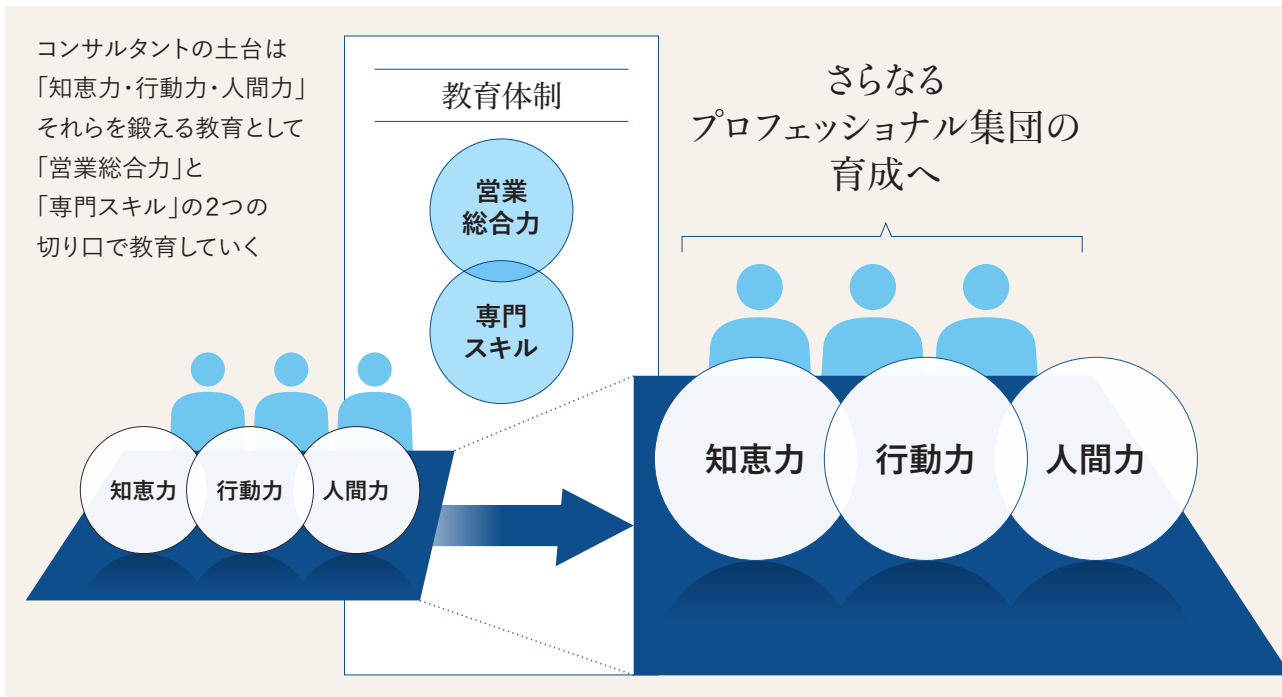 コンサルタントの土台は
「知恵力・行動力・人間力」
それらを鍛える教育として
「営業総合力」と
「専門スキル」の2つの
切り口で教育していく
教育体制
営業
総合力
専門
スキル
さらなる
プロフェッショナル集団の
育成へ
知恵力
行動力
人間力
知恵力
行動力
人間力